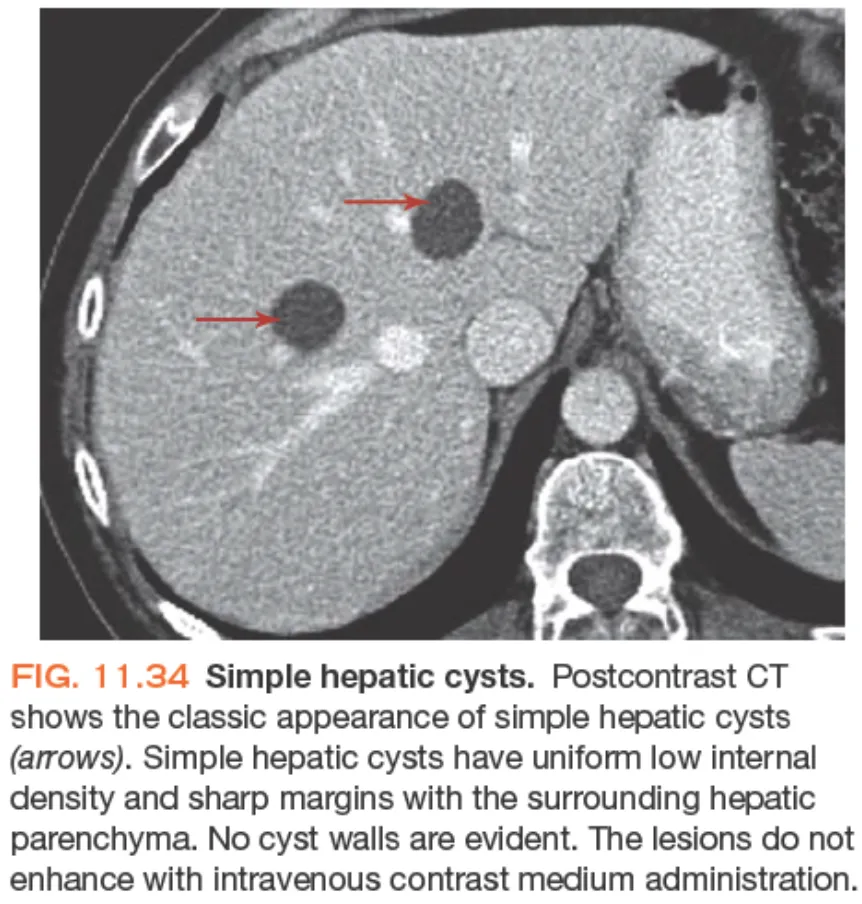 FIG. 11.34 Simple hepatic cysts. Postcontrast CT
shows the classic appearance of simple hepatic cysts
(arrows). Simple hepatic cysts have uniform low internal
density and sharp margins with the surrounding hepatic
parenchyma. No cyst walls are evident. The lesions do not
enhance with intravenous contrast medium administration.